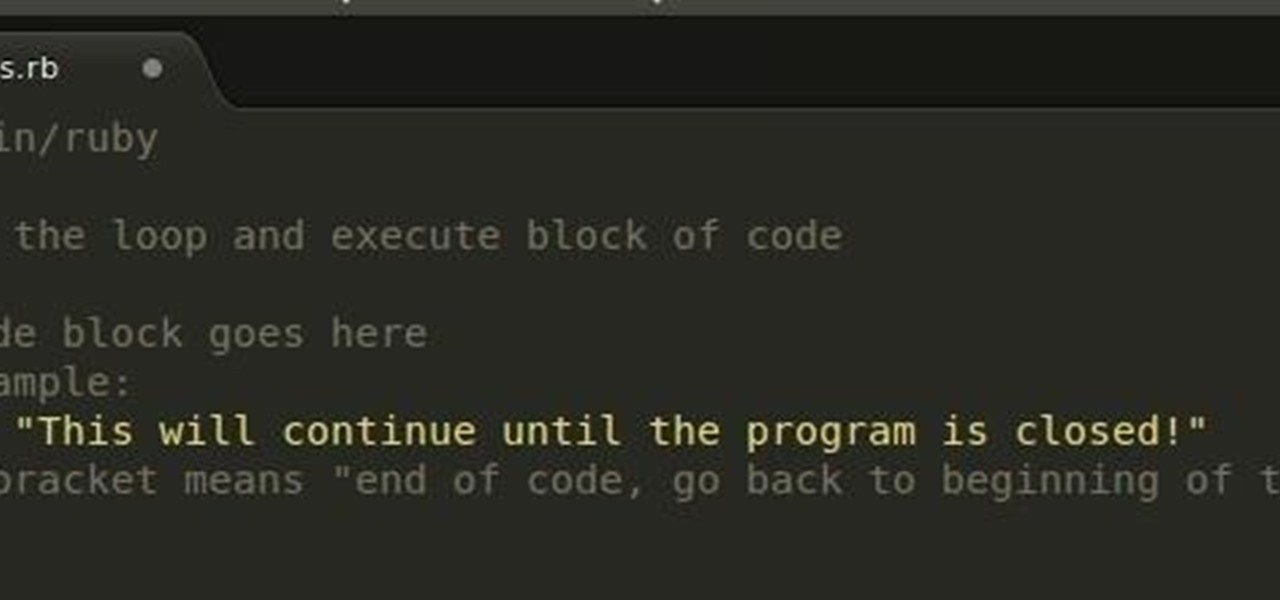 s.rb
in/ruby
the loop and execute block of code
de block goes here
ample:
"This will continue until the program is closed!"
bracket means "end of code, go back to beginning of t